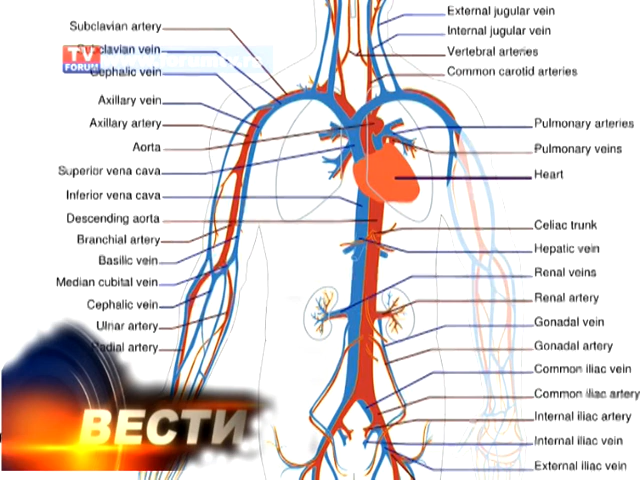 Subclavian artery
Subclavian vein
Cephalic vein
Axillary vein
Axillary artery
Aorta
Superior vena cava
Inferior vena cava
Descending aorta
Branchial artery
Basilic vein
Median cubital vein
Cephalic vein
Ulnar artery
Radial artery
External jugular vein
Internal jugular vein
Vertebral arteries
Common carotid arteries
Pulmonary arteries
Pulmonary veins
Heart
Celiac trunk
Hepatic vein
Renal veins
Renal artery
Gonadal vein
Gonadal artery
Common iliac vein
Common iliac artery
Internal iliac artery
Internal iliac vein
External iliac vein
TV
FORUM
ВЕСТИ